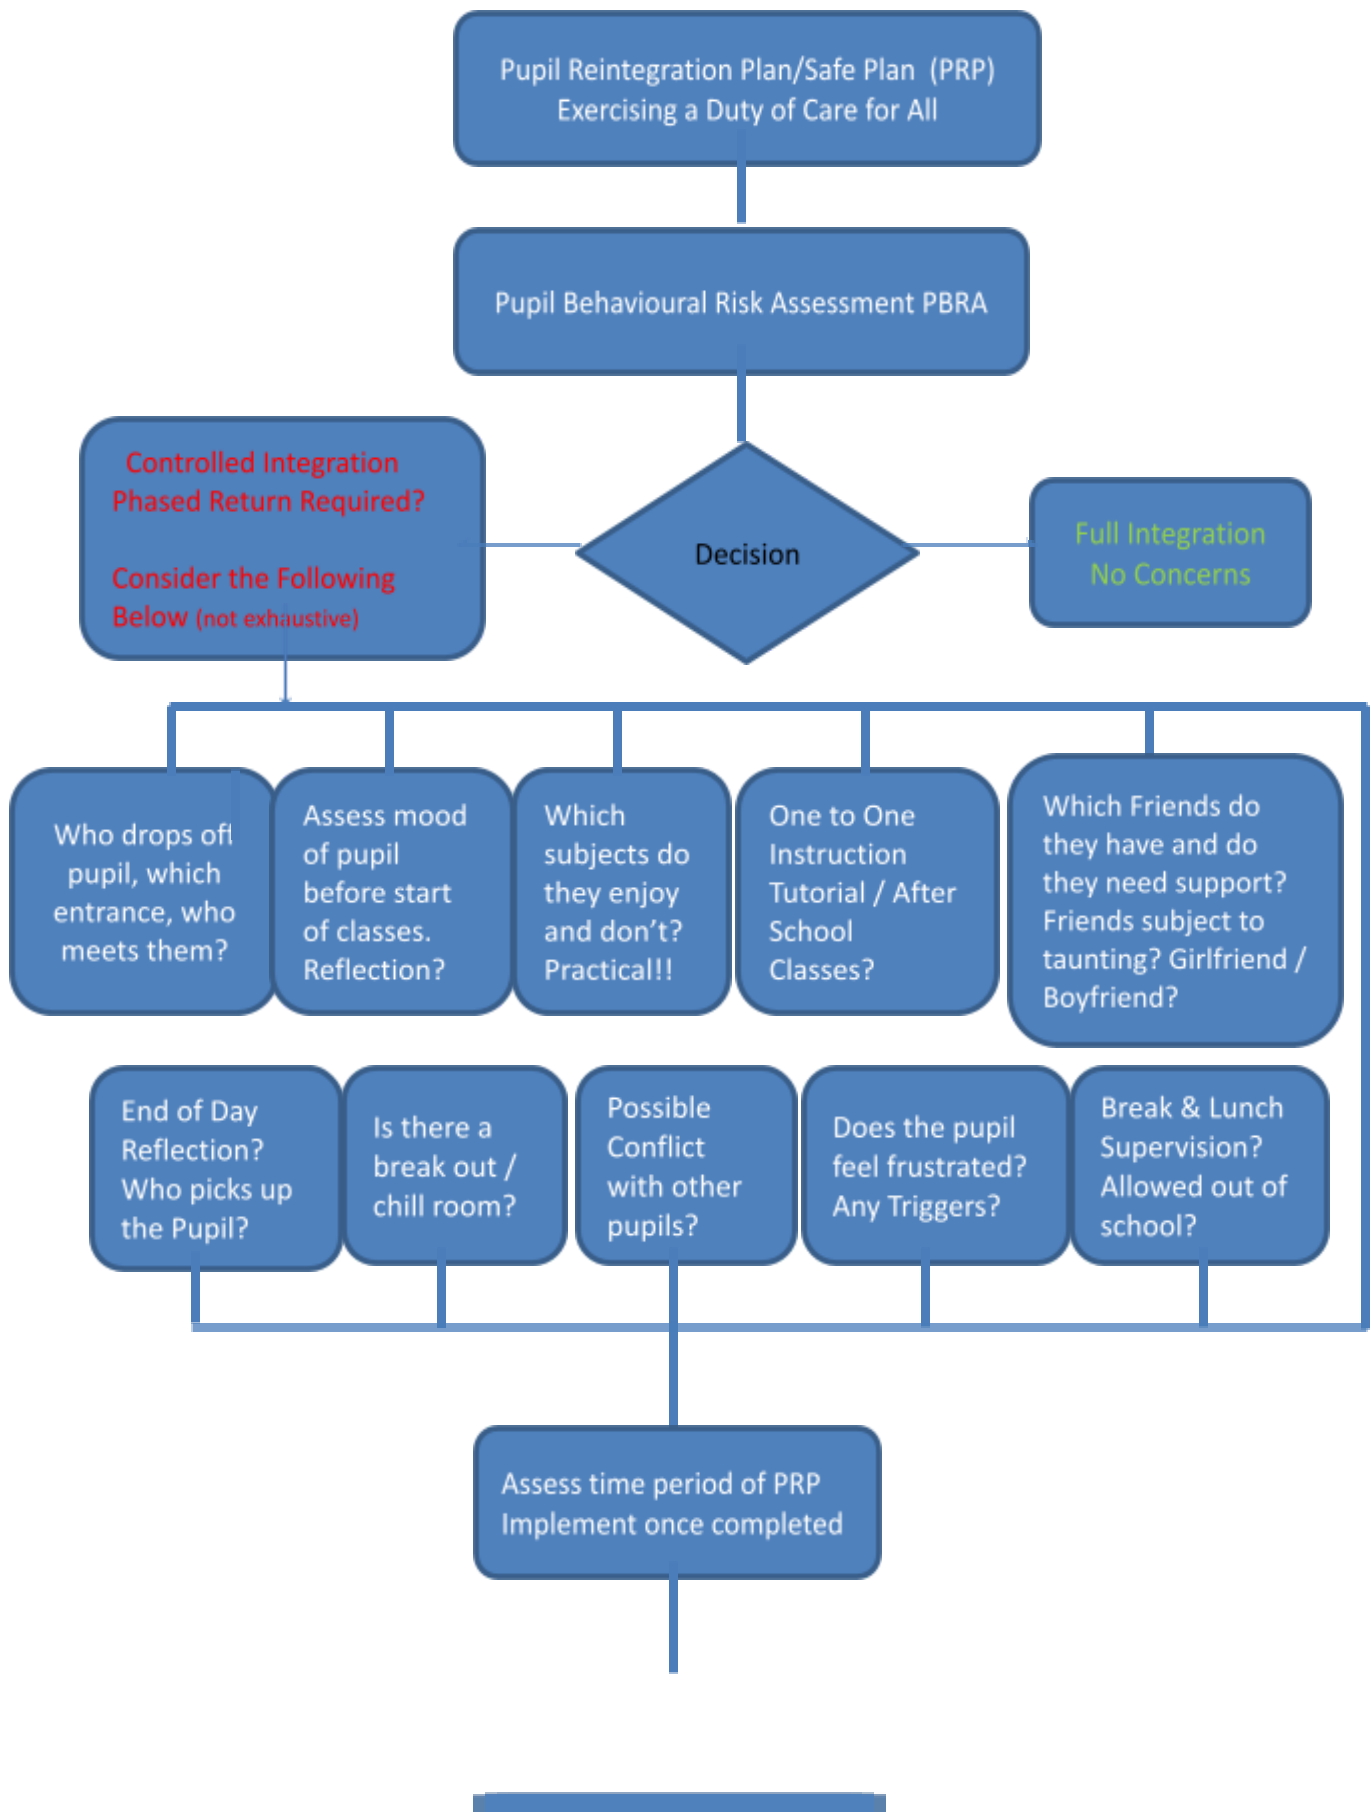 Pupil Reintegration Plan/Safe Plan (PRP)
Exercising a Duty of Care for All
Pupil Behavioural Risk Assessment PBRA
Controlled Integration
Phased Return Required?
Consider the Following
Below (not exhaustive)
Decision
Full Integration
No Concerns
Who drops off
pupil, which
entrance, who
meets them?
Assess mood
of pupil
before start
of classes.
Reflection?
Which
subjects do
they enjoy
and don't?
Practical!!
One to One
Instruction
Tutorial / After
School
Classes?
Which Friends do
they have and do
they need support?
Friends subject to
taunting? Girlfriend /
Boyfriend?
End of Day
Reflection?
Who picks up
the Pupil?
Is there a
break out /
chill room?
Possible
Conflict
with other
pupils?
Does the pupil
feel frustrated?
Any Triggers?
Break & Lunch
Supervision?
Allowed out of
school?
Assess time period of PRP
Implement once completed